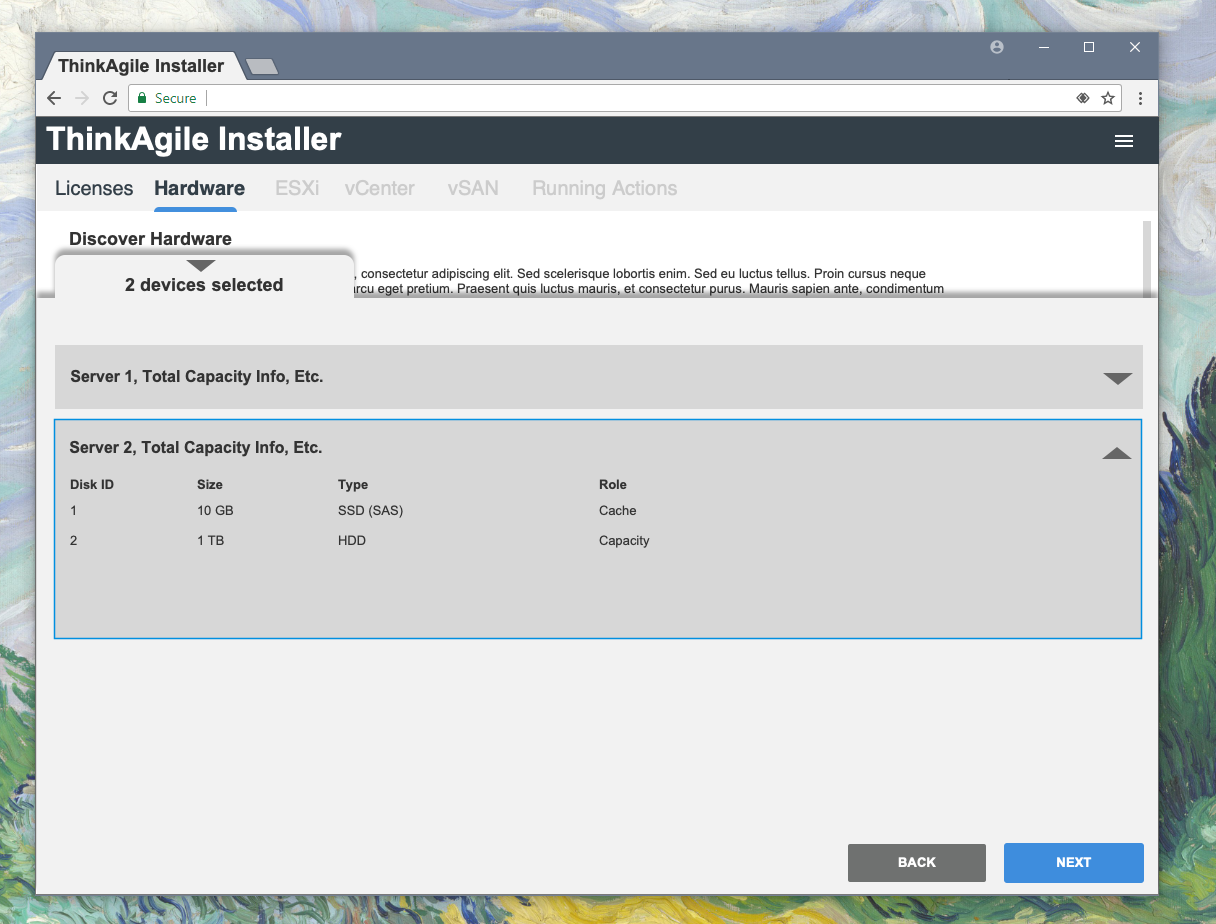 ThinkAgile Installer
Secure
ThinkAgile Installer
Licenses Hardware ESXi vCenter vSAN Running Actions
Discover Hardware
, consectetur adipiscing elit. Sed scelerisque lobortis enim. Sed eu luctus tellus. Proin cursus neque
2 devices selected
eget pretium. Praesent quis luctus mauris, et consectetur purus. Mauris sapien ante, condimentum
Server 1, Total Capacity Info, Etc.
Server 2, Total Capacity Info, Etc.
Disk ID Size Type Role
1 10 GB SSD (SAS) Cache
2 1 TB HDD Capacity
BACK NEXT